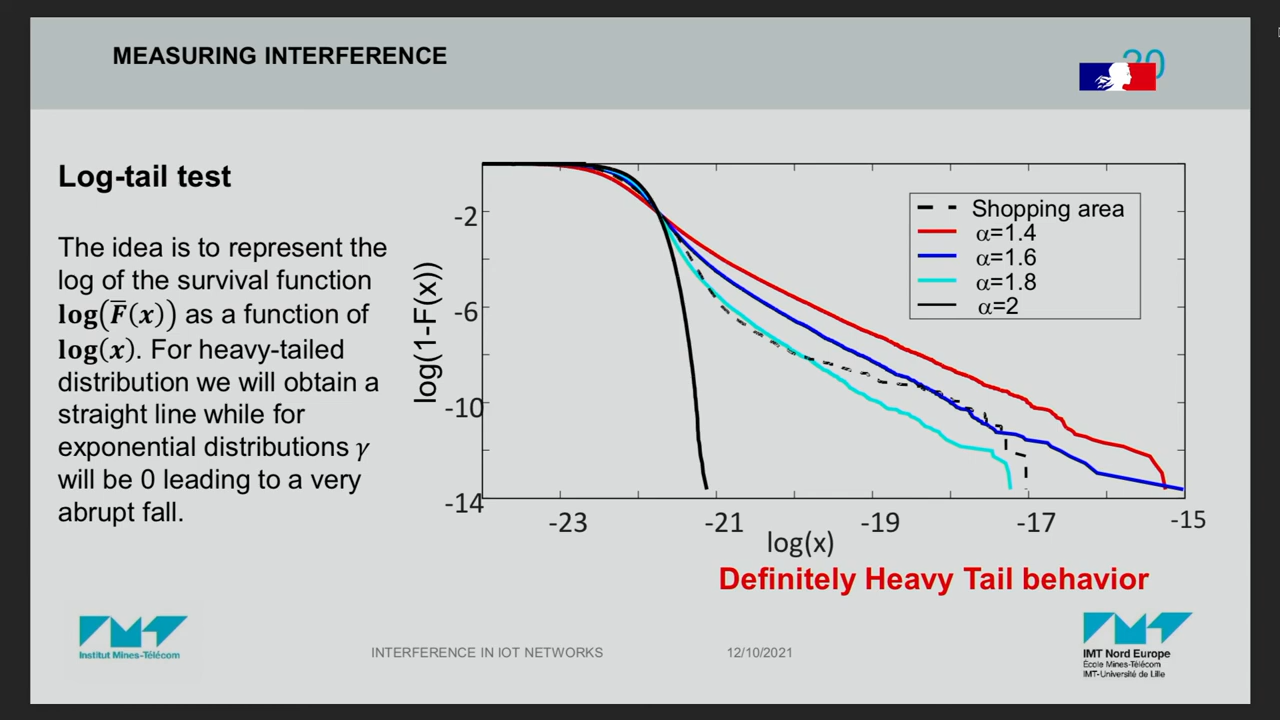 MEASURING INTERFERENCE
20
Log-tail test
The idea is to represent the
log of the survival function
log(F̅(x)) as a function of
log(x). For heavy-tailed
distribution we will obtain a
straight line while for
exponential distributions γ
will be 0 leading to a very
abrupt fall.
log(1-F(x))
-2
-6
-10
-14
-23
-21
-19
-17
-15
log(x)
Shopping area
α=1.4
α=1.6
α=1.8
α=2
Definitely Heavy Tail behavior
IMT
Institut Mines-Télécom
INTERFERENCE IN IOT NETWORKS
12/10/2021
IMT
IMT Nord Europe
École Mines-Télécom
IMT-Université de Lille